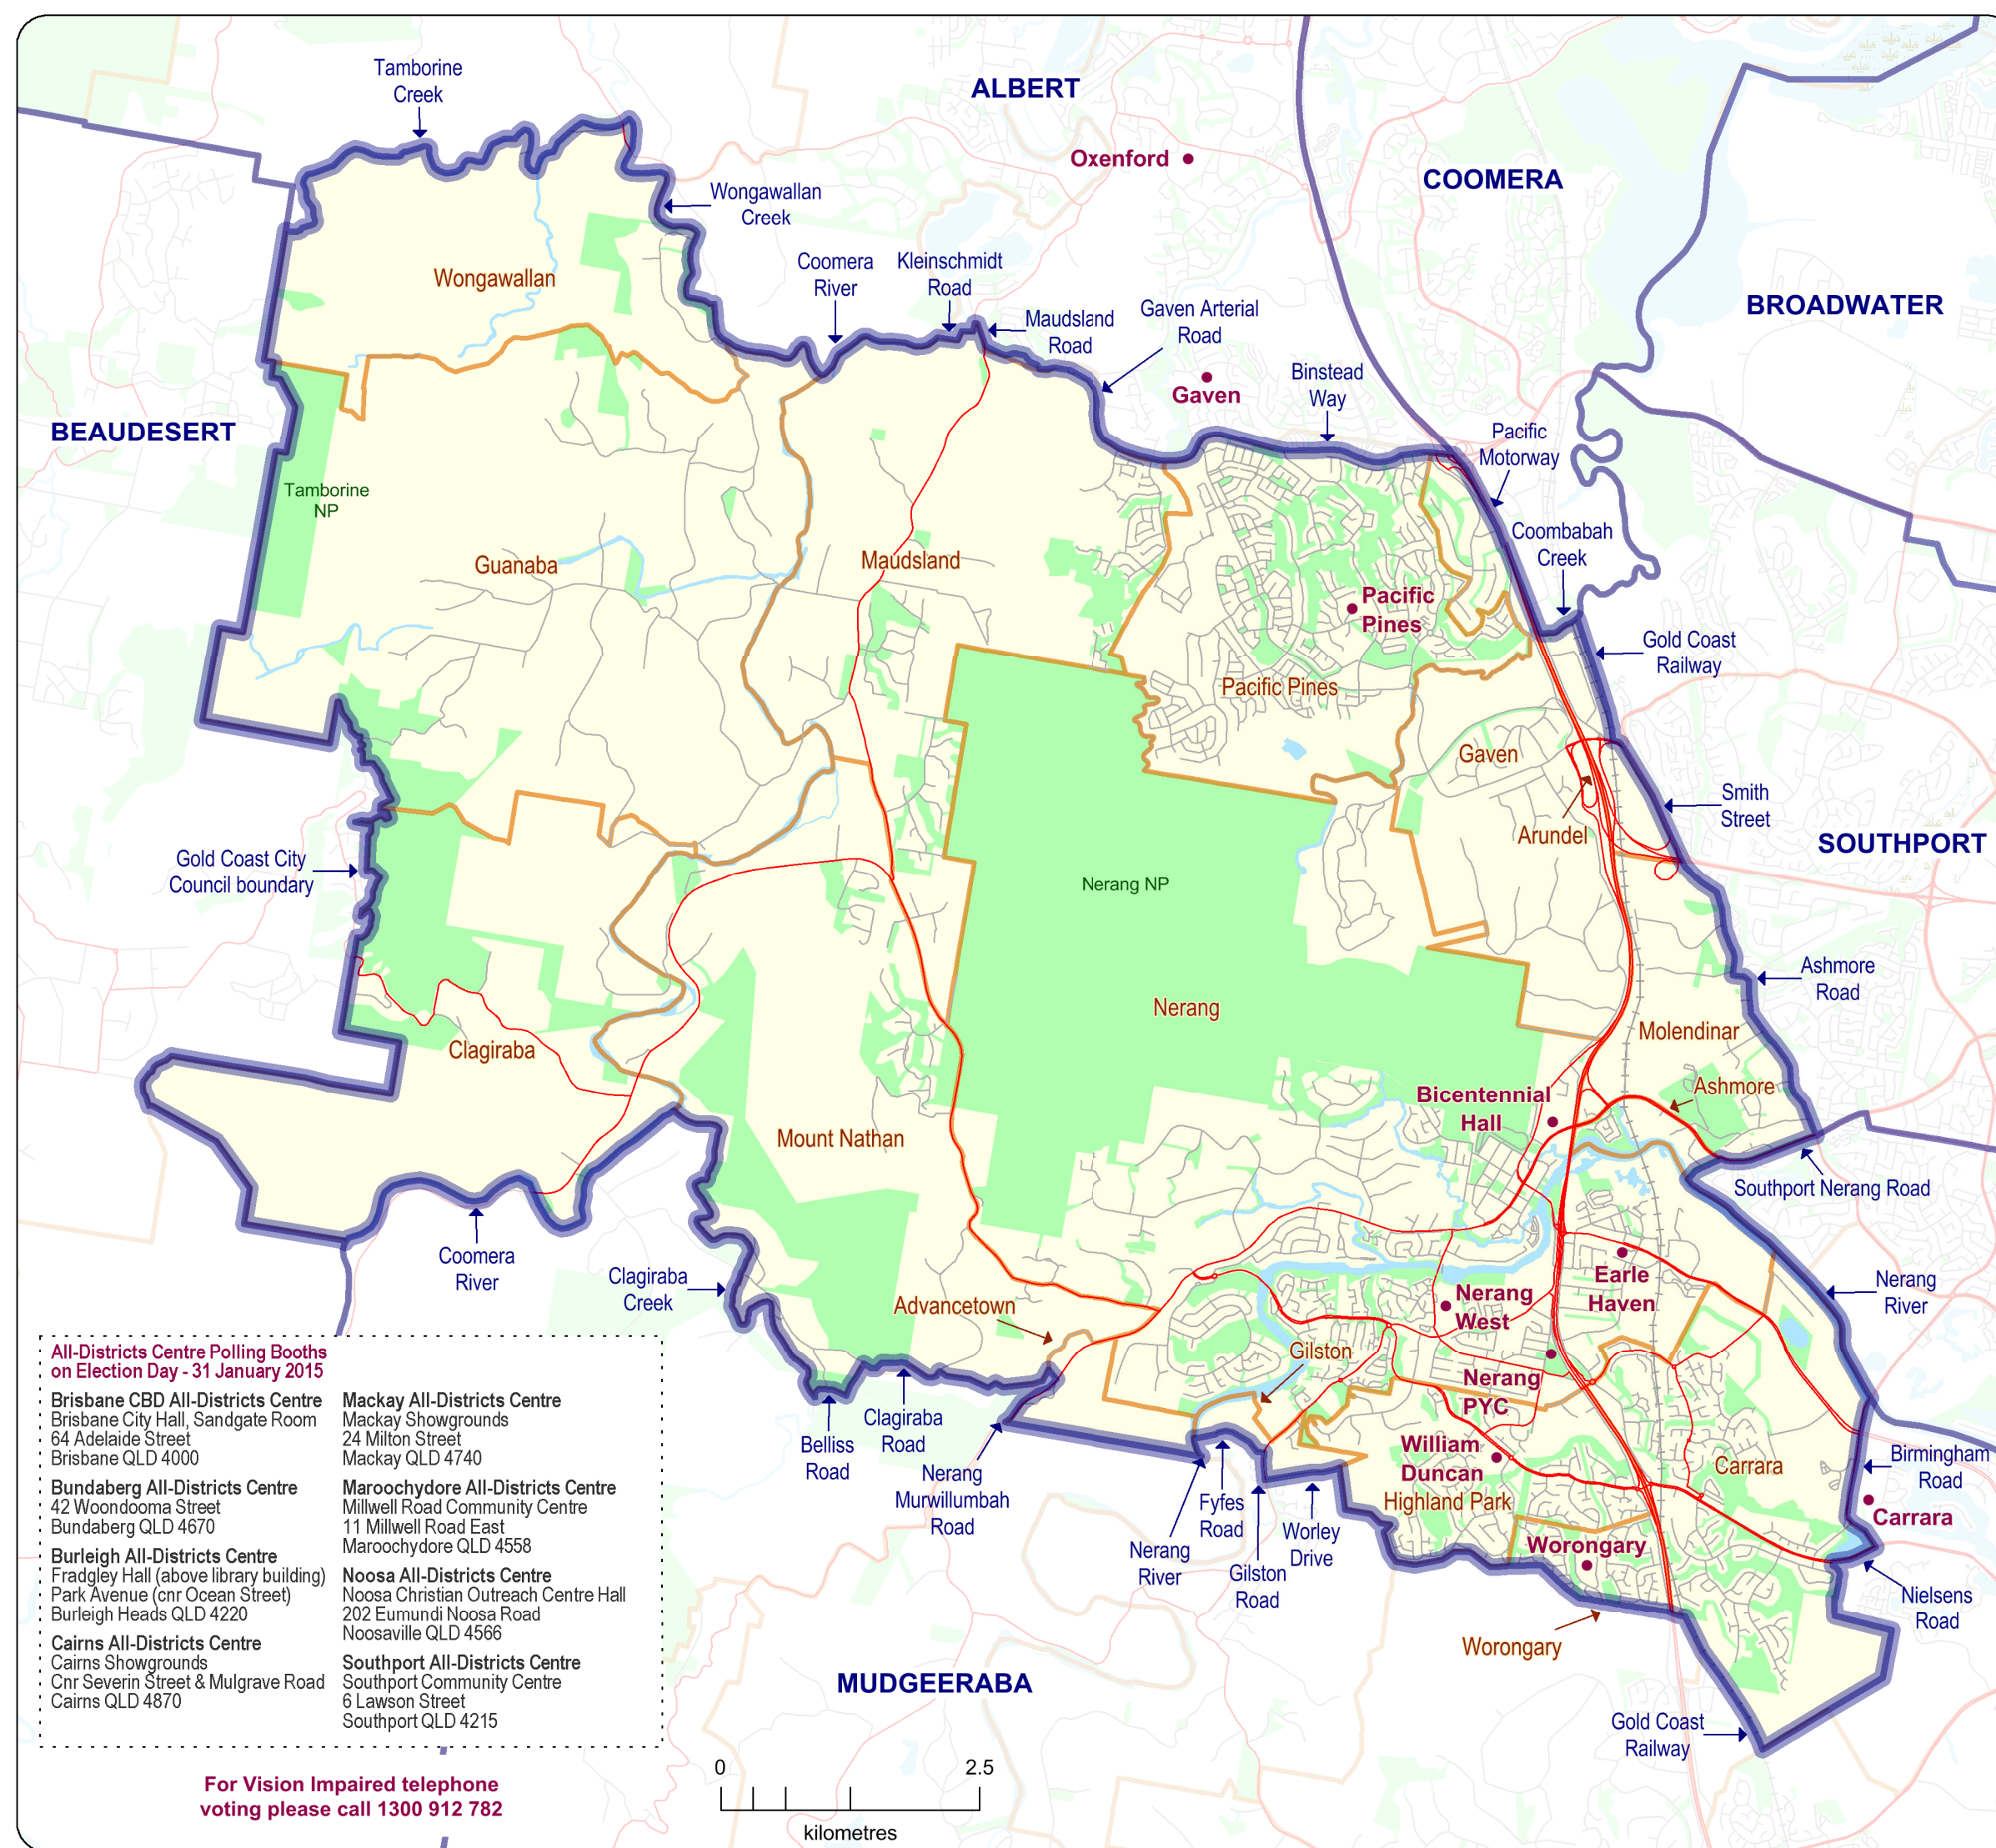 Tamborine
Creek
ALBERT
Oxenford
COOMERA
Wongawallan
Creek
Wongawallan
Coomera
River
Kleinschmidt
Road
Maudsland
Road
Gaven Arterial
Road
BROADWATER
Gaven
Binstead
Way
BEAUDESERT
Pacific
Motorway
Tamborine
NP
Coombabah
Creek
Guanaba
Maudsland
Pacific
Pines
Gold Coast
Railway
Pacific Pines
Gaven
Smith
Street
Arundel
SOUTHPORT
Gold Coast City
Council boundary
Nerang NP
Ashmore
Road
Nerang
Molendinar
Clagiraba
Ashmore
Bicentennial
Hall
Mount Nathan
Southport Nerang Road
Coomera
River
Clagiraba
Creek
Earle
Haven
Nerang
River
Nerang
West
Advancetown
Gilston
Nerang
PYC
Clagiraba
Road
Belliss
Road
Nerang
Murwillumbah
Road
William
Duncan
Highland Park
Carrara
Birmingham
Road
Fyfes
Road
Worley
Drive
Nerang
River
Gilston
Road
Carrara
Worongary
Nielsens
Road
Worongary
MUDGEERABA
Gold Coast
Railway
All-Districts Centre Polling Booths
on Election Day - 31 January 2015
Brisbane CBD All-Districts Centre
Brisbane City Hall, Sandgate Room
64 Adelaide Street
Brisbane QLD 4000
Bundaberg All-Districts Centre
42 Woondooma Street
Bundaberg QLD 4670
Burleigh All-Districts Centre
Fradgley Hall (above library building)
Park Avenue (cnr Ocean Street)
Burleigh Heads QLD 4220
Cairns All-Districts Centre
Cairns Showgrounds
Cnr Severin Street & Mulgrave Road
Cairns QLD 4870
Mackay All-Districts Centre
Mackay Showgrounds
24 Milton Street
Mackay QLD 4740
Maroochydore All-Districts Centre
Millwell Road Community Centre
11 Millwell Road East
Maroochydore QLD 4558
Noosa All-Districts Centre
Noosa Christian Outreach Centre Hall
202 Eumundi Noosa Road
Noosaville QLD 4566
Southport All-Districts Centre
Southport Community Centre
6 Lawson Street
Southport QLD 4215
For Vision Impaired telephone
voting please call 1300 912 782
0 2.5
kilometres